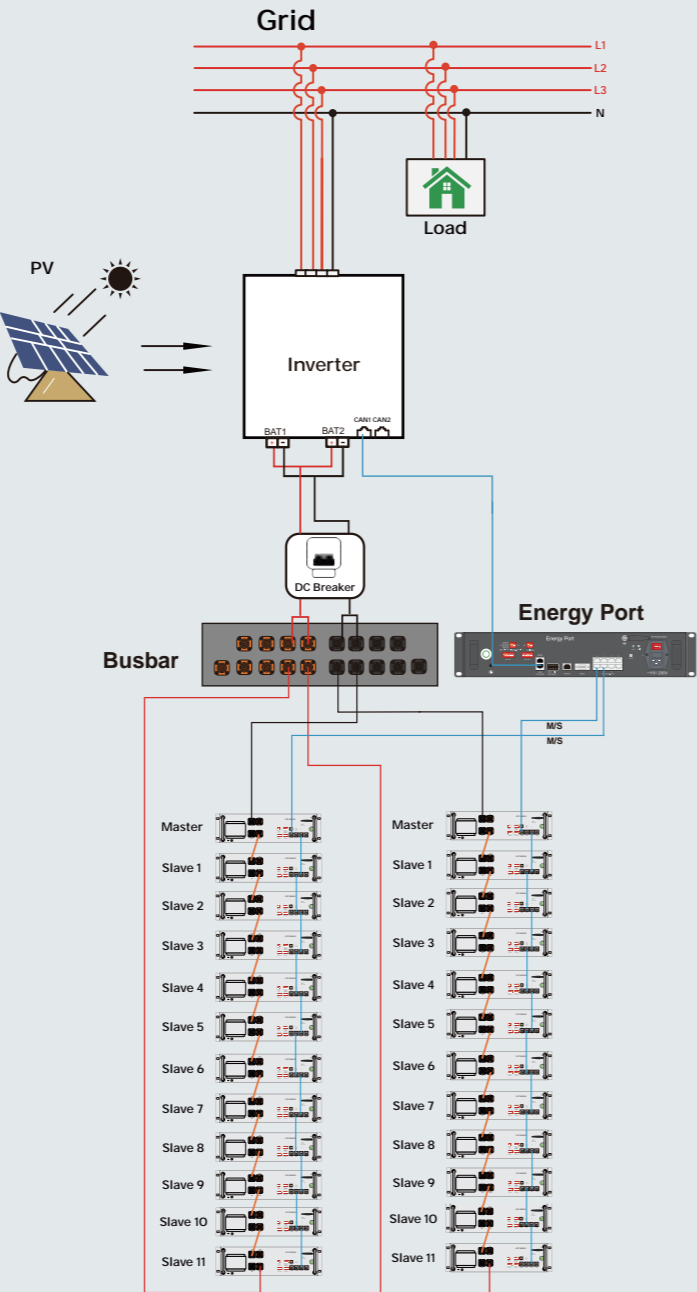 Grid
L1
L2
L3
N
Load
PV
Inverter
CAN1 CAN2
BAT1
BAT2
+ - + -
DC Breaker
Energy Port
Busbar
Energy Port
M/S
M/S
Master
Slave 1
Slave 2
Slave 3
Slave 4
Slave 5
Slave 6
Slave 7
Slave 8
Slave 9
Slave 10
Slave 11
Master
Slave 1
Slave 2
Slave 3
Slave 4
Slave 5
Slave 6
Slave 7
Slave 8
Slave 9
Slave 10
Slave 11